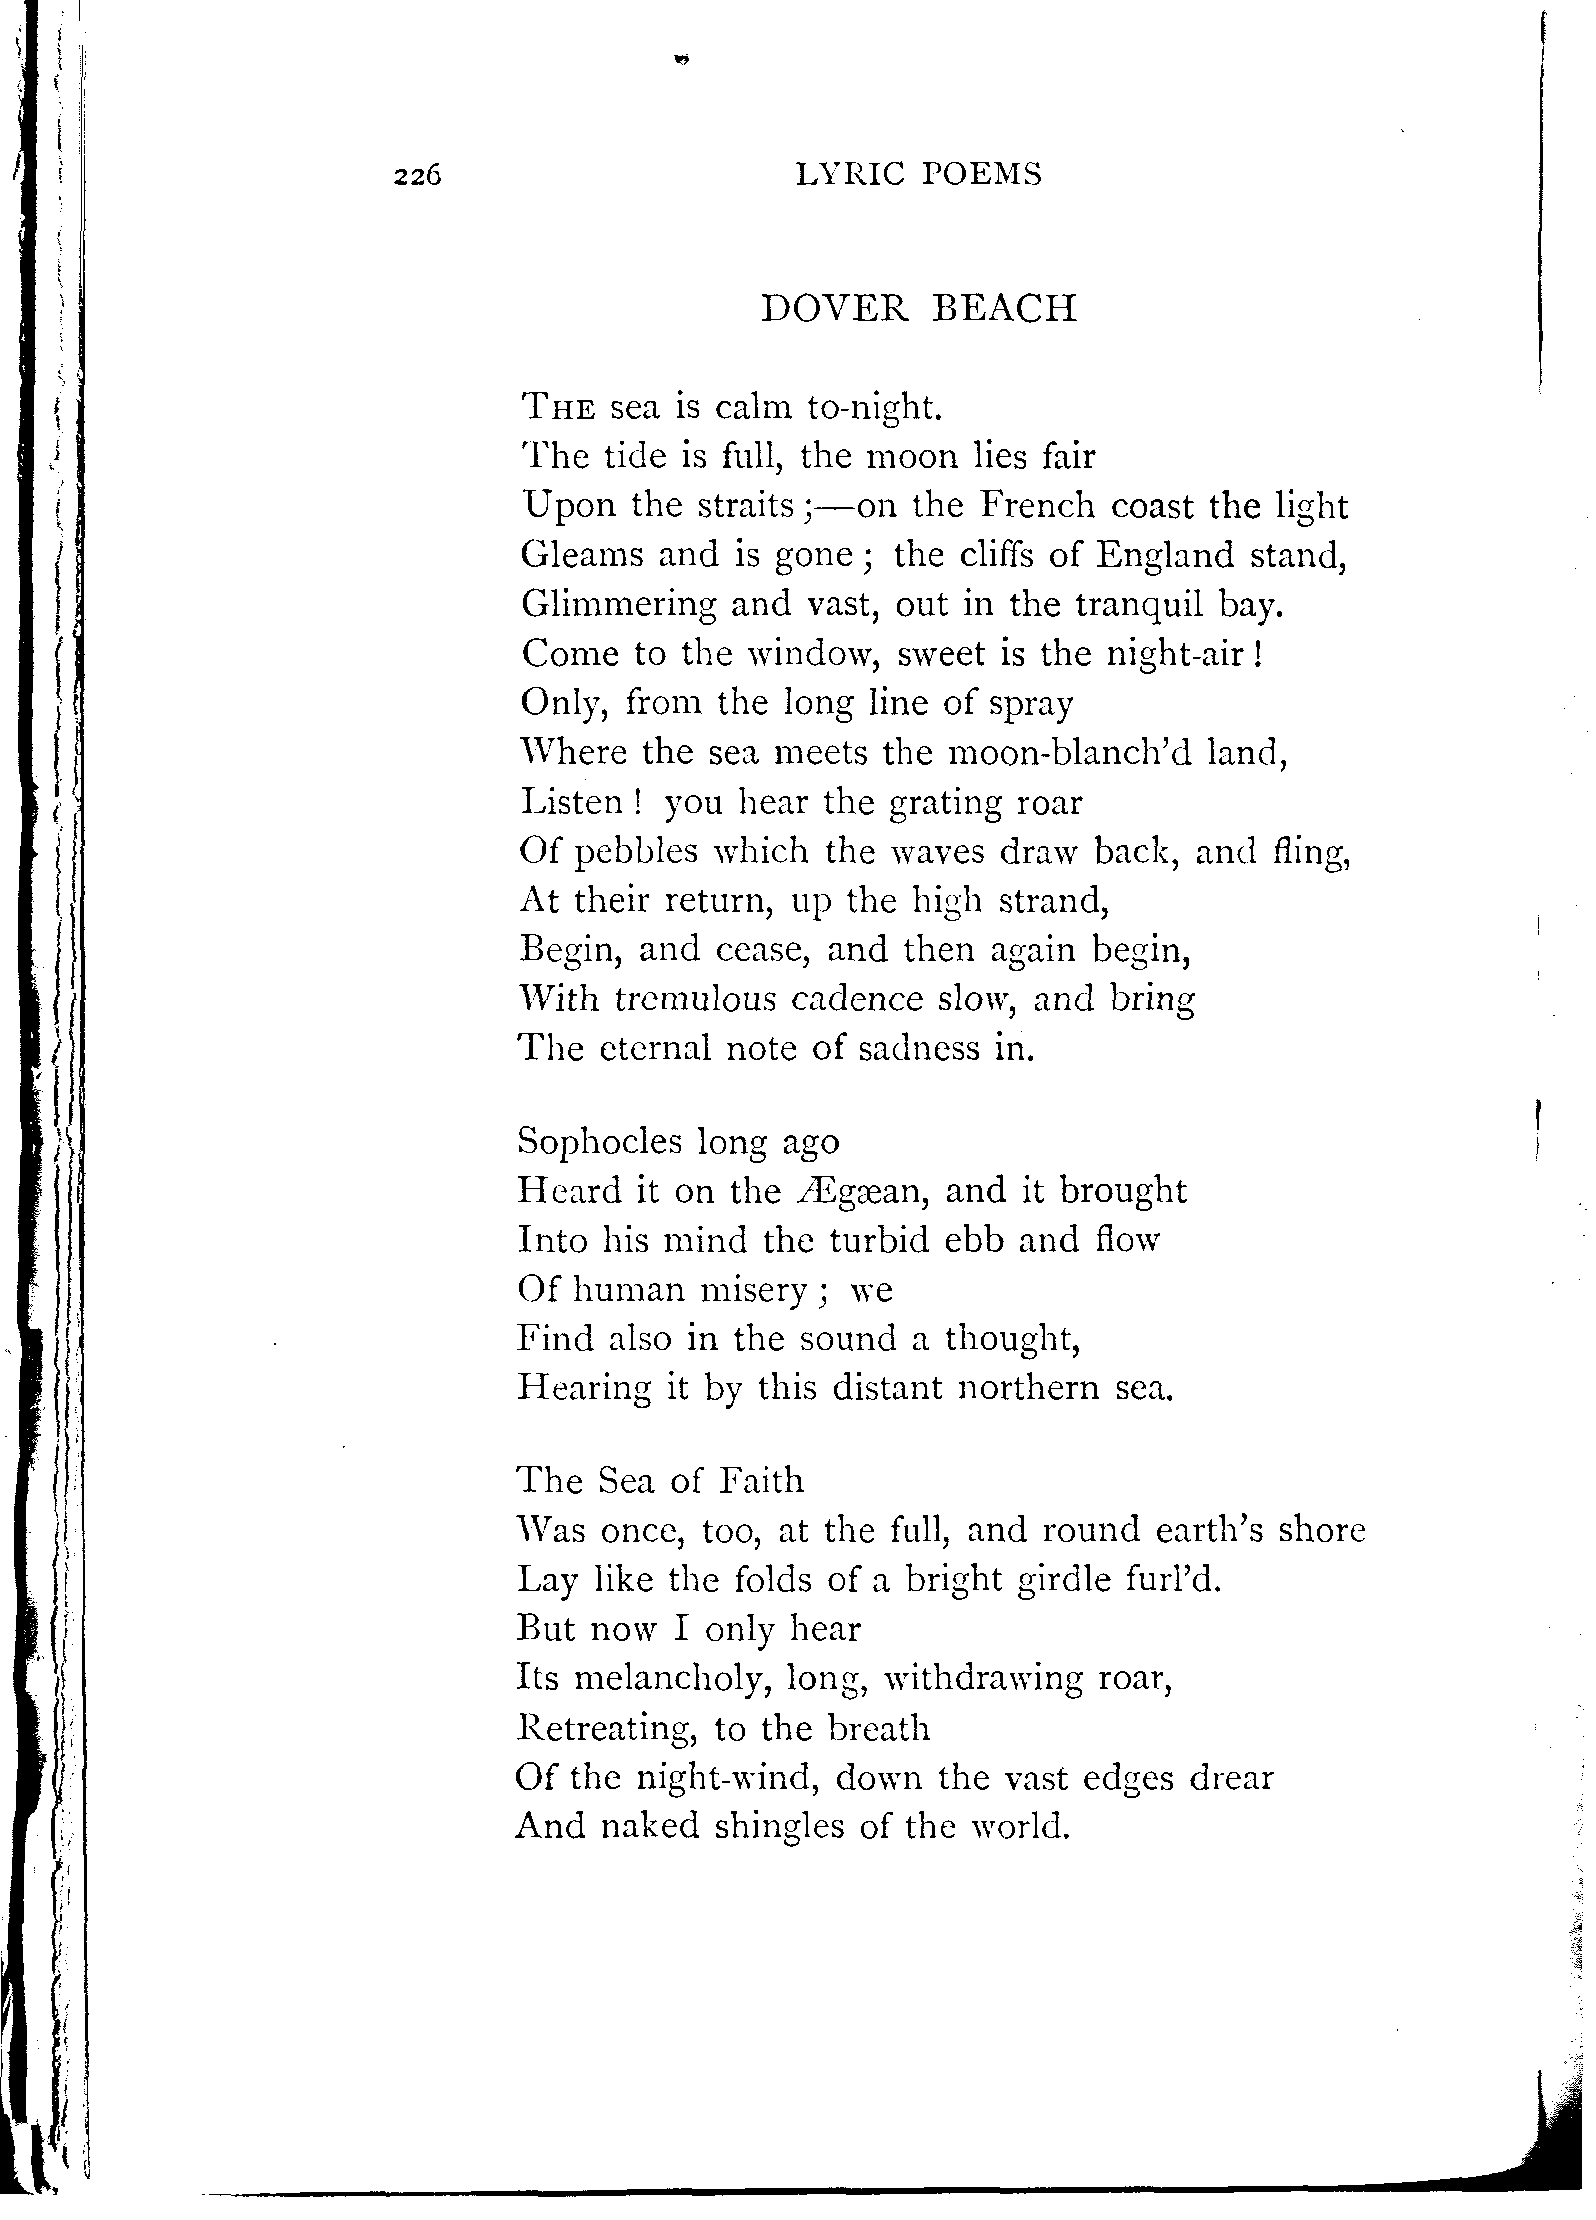 226 LYRIC POEMS
DOVER BEACH
THE sea is calm to-night.
The tide is full, the moon lies fair
Upon the straits ;—on the French coast the light
Gleams and is gone ; the cliffs of England stand,
Glimmering and vast, out in the tranquil bay.
Come to the window, sweet is the night-air !
Only, from the long line of spray
Where the sea meets the moon-blanch'd land,
Listen ! you hear the grating roar
Of pebbles which the waves draw back, and fling,
At their return, up the high strand,
Begin, and cease, and then again begin,
With tremulous cadence slow, and bring
The eternal note of sadness in.

Sophocles long ago
Heard it on the Ægæan, and it brought
Into his mind the turbid ebb and flow
Of human misery ; we
Find also in the sound a thought,
Hearing it by this distant northern sea.

The Sea of Faith
Was once, too, at the full, and round earth's shore
Lay like the folds of a bright girdle furl'd.
But now I only hear
Its melancholy, long, withdrawing roar,
Retreating, to the breath
Of the night-wind, down the vast edges drear
And naked shingles of the world.